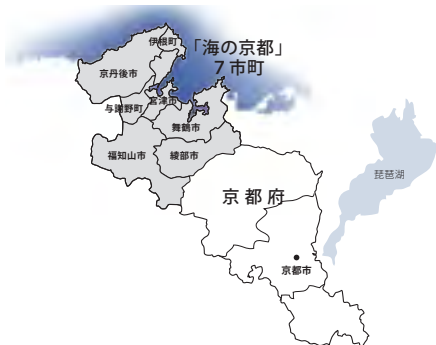 伊根町
「海の京都」
7市町
京丹後市
与謝野町
宮津市
舞鶴市
福知山市
綾部市
京都府
琵琶湖
京都市